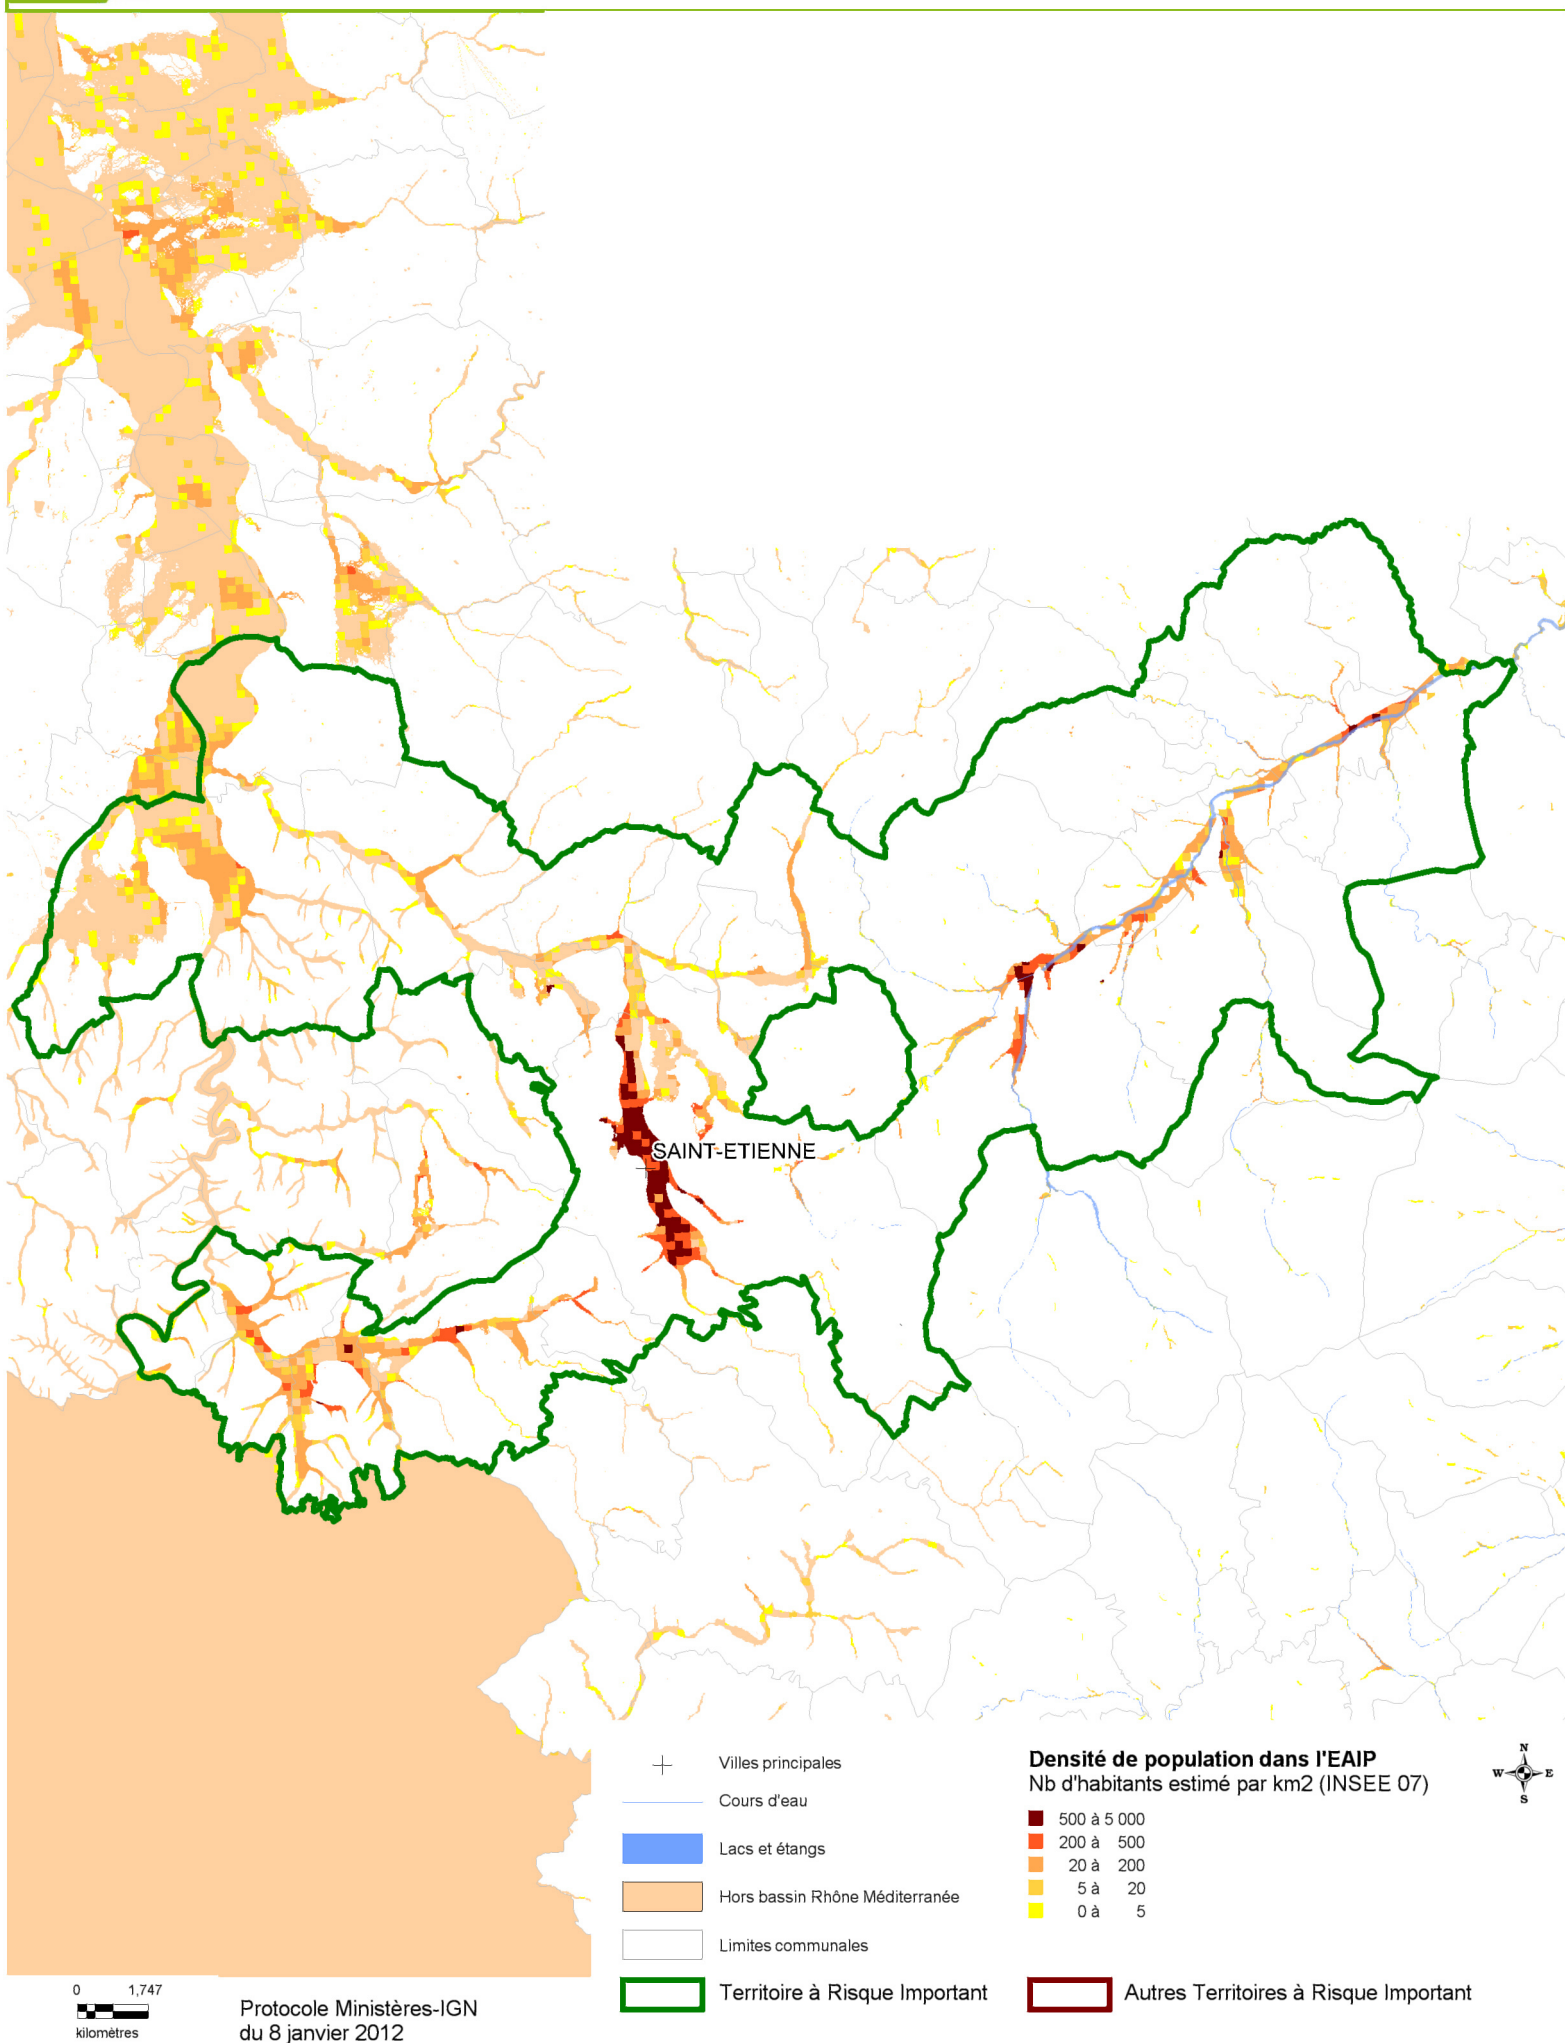 SAINT-ETIENNE
Villes principales
Cours d'eau
Lacs et étangs
Hors bassin Rhône Méditerranée
Limites communales
Territoire à Risque Important
Densité de population dans l'EAIP
Nb d'habitants estimé par km2 (INSEE 07)
500 à 5 000
200 à 500
20 à 200
5 à 20
0 à 5
Autres Territoires à Risque Important
N
W E
S
0 1,747
kilomètres
Protocole Ministères-IGN
du 8 janvier 2012